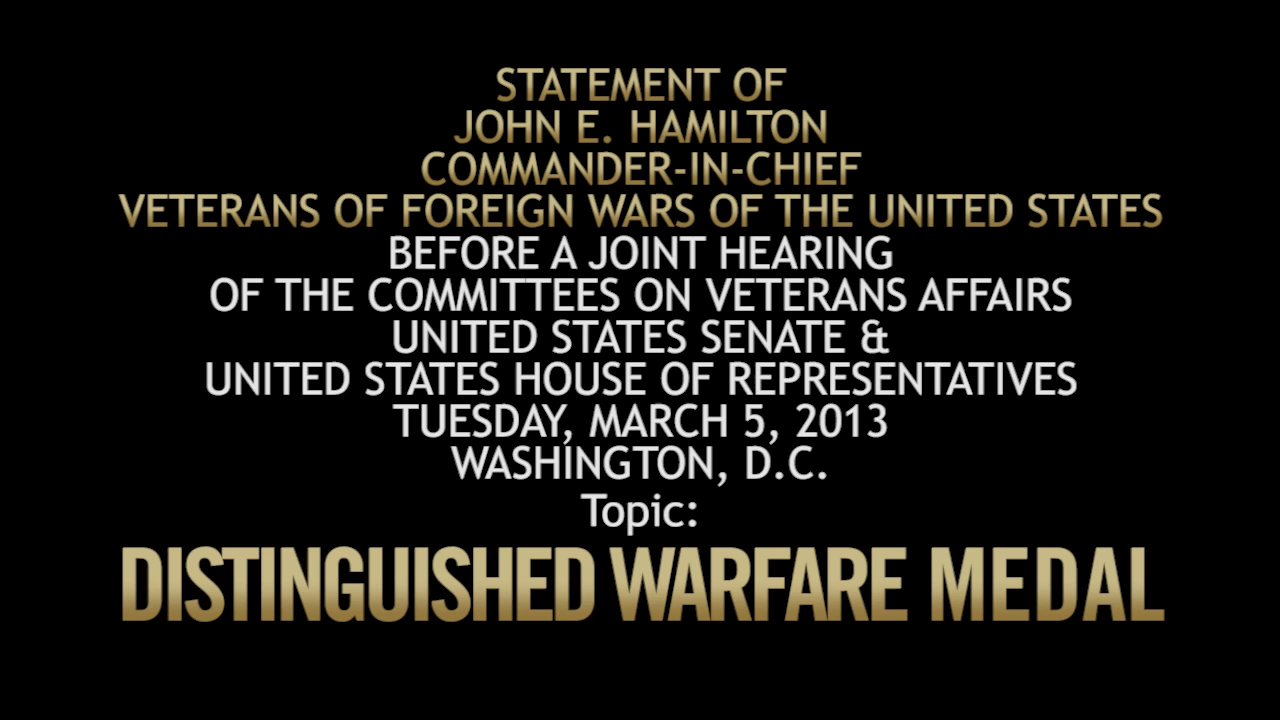 STATEMENT OF
JOHN E. HAMILTON
COMMANDER-IN-CHIEF
VETERANS OF FOREIGN WARS OF THE UNITED STATES
BEFORE A JOINT HEARING
OF THE COMMITTEES ON VETERANS AFFAIRS
UNITED STATES SENATE &
UNITED STATES HOUSE OF REPRESENTATIVES
TUESDAY, MARCH 5, 2013
WASHINGTON, D.C.
Topic:
DISTINGUISHED WARFARE MEDAL